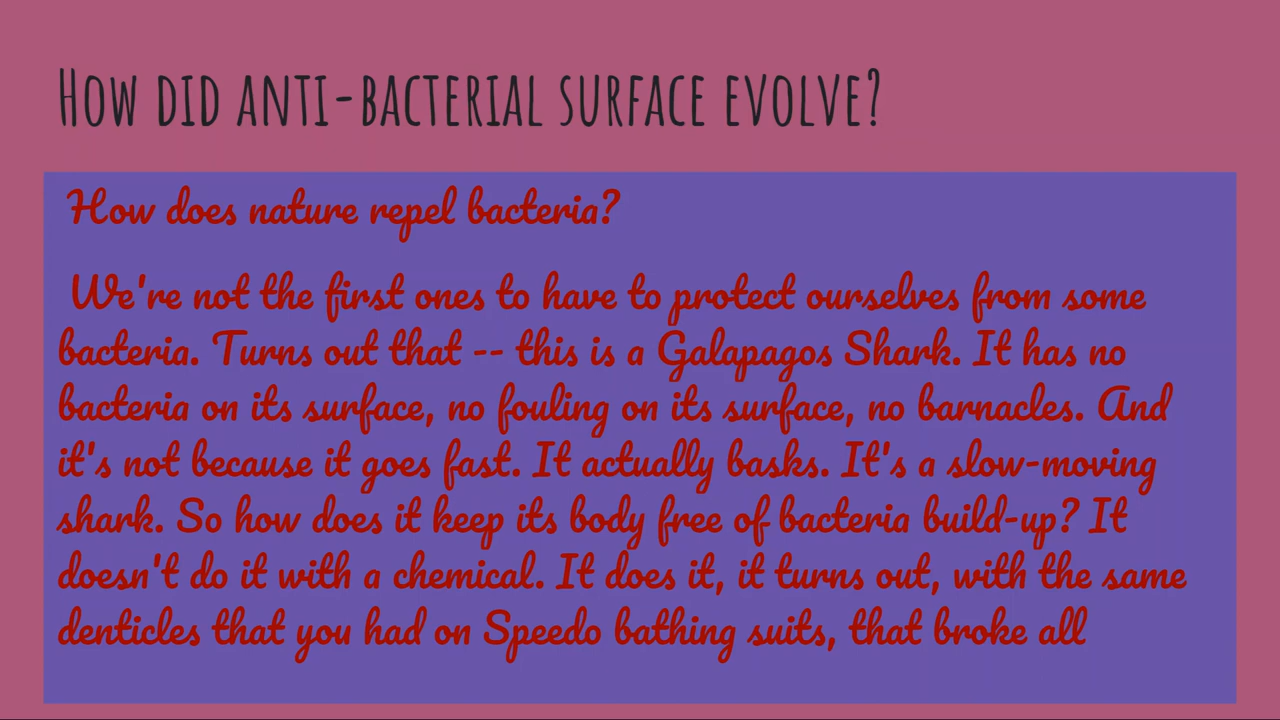 How did anti-bacterial surface evolve?
How does nature repel bacteria?
We're not the first ones to have to protect ourselves from some
bacteria. Turns out that -- this is a Galapagos Shark. It has no
bacteria on its surface, no fouling on its surface, no barnacles. And
it's not because it goes fast. It actually basks. It's a slow-moving
shark. So how does it keep its body free of bacteria build-up? It
doesn't do it with a chemical. It does it, it turns out, with the same
denticles that you had on Speedo bathing suits, that broke all